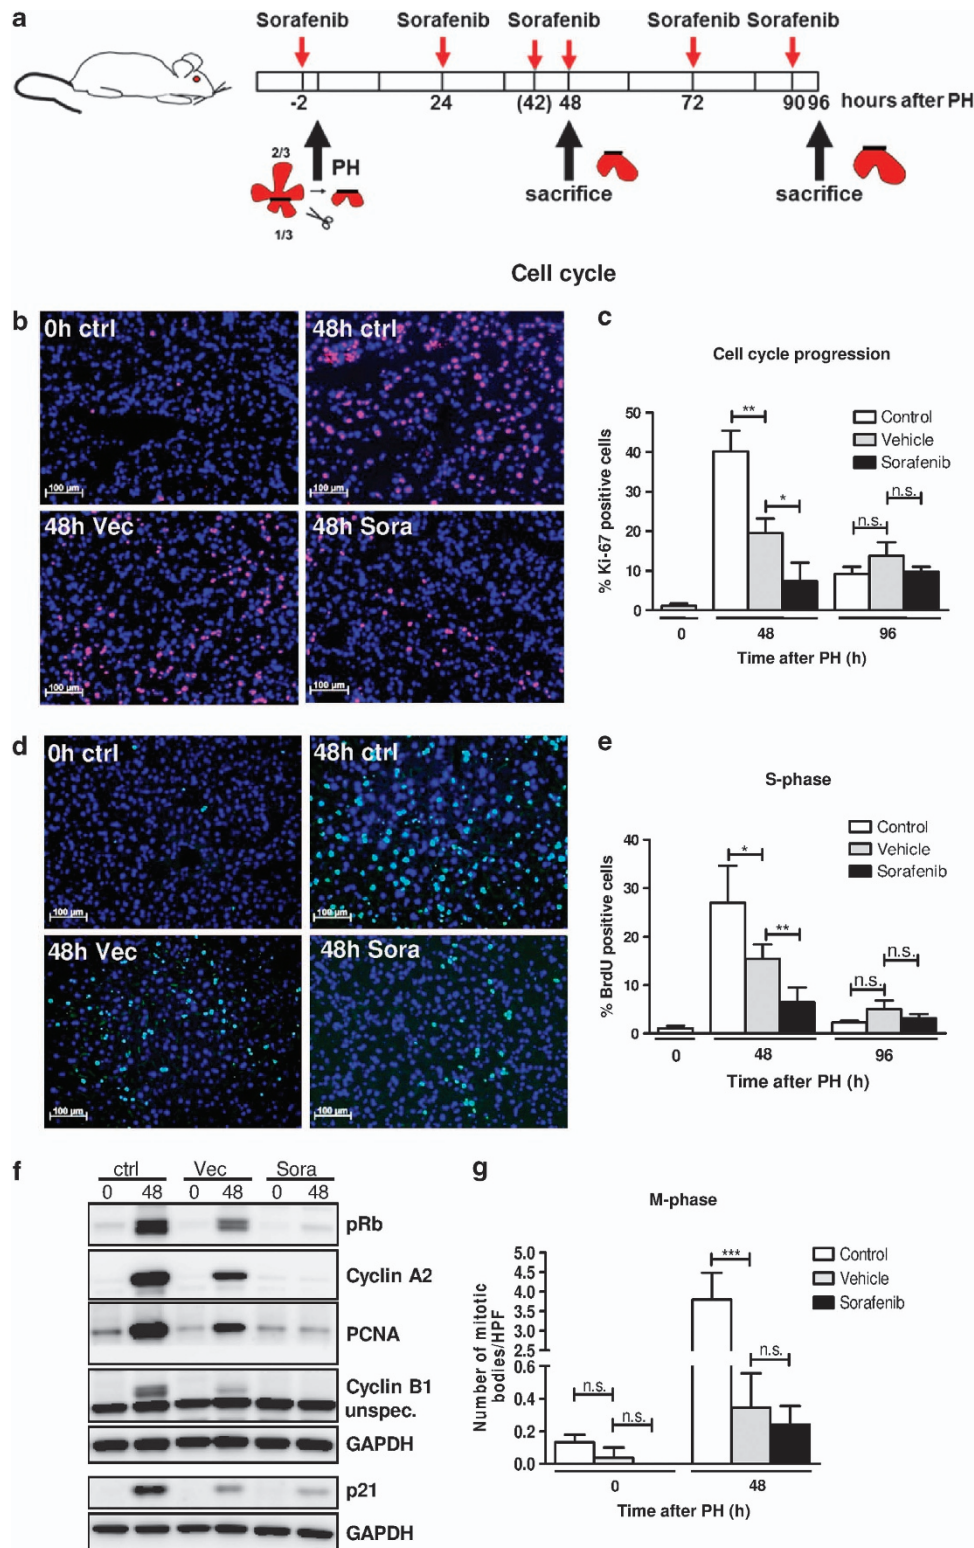 a
Sorafenib Sorafenib Sorafenib Sorafenib Sorafenib
-2 24 (42) 48 72 90 96 hours after PH
2/3
PH
1/3
sacrifice sacrifice
Cell cycle
b
0h ctrl
100 µm
48h ctrl
100 µm
48h Vec
100 µm
48h Sora
100 µm
c
Cell cycle progression
% Ki-67 positive cells
50
40
30
20
10
0
** * n.s. n.s.
Control
Vehicle
Sorafenib
0 48 96
Time after PH (h)
d
0h ctrl
100 µm
48h ctrl
100 µm
48h Vec
100 µm
48h Sora
100 µm
e
S-phase
% BrdU positive cells
40
30
20
10
0
* ** n.s. n.s.
Control
Vehicle
Sorafenib
0 48 96
Time after PH (h)
f
ctrl Vec Sora
0 48 0 48 0 48
pRb
Cyclin A2
PCNA
Cyclin B1
unspec.
GAPDH
p21
GAPDH
g
M-phase
Number of mitotic
bodies/HPF
5.0
4.5
4.0
3.5
3.0
2.5
0.6
0.4
0.2
0.0
n.s. n.s. *** n.s.
Control
Vehicle
Sorafenib
0 48
Time after PH (h)